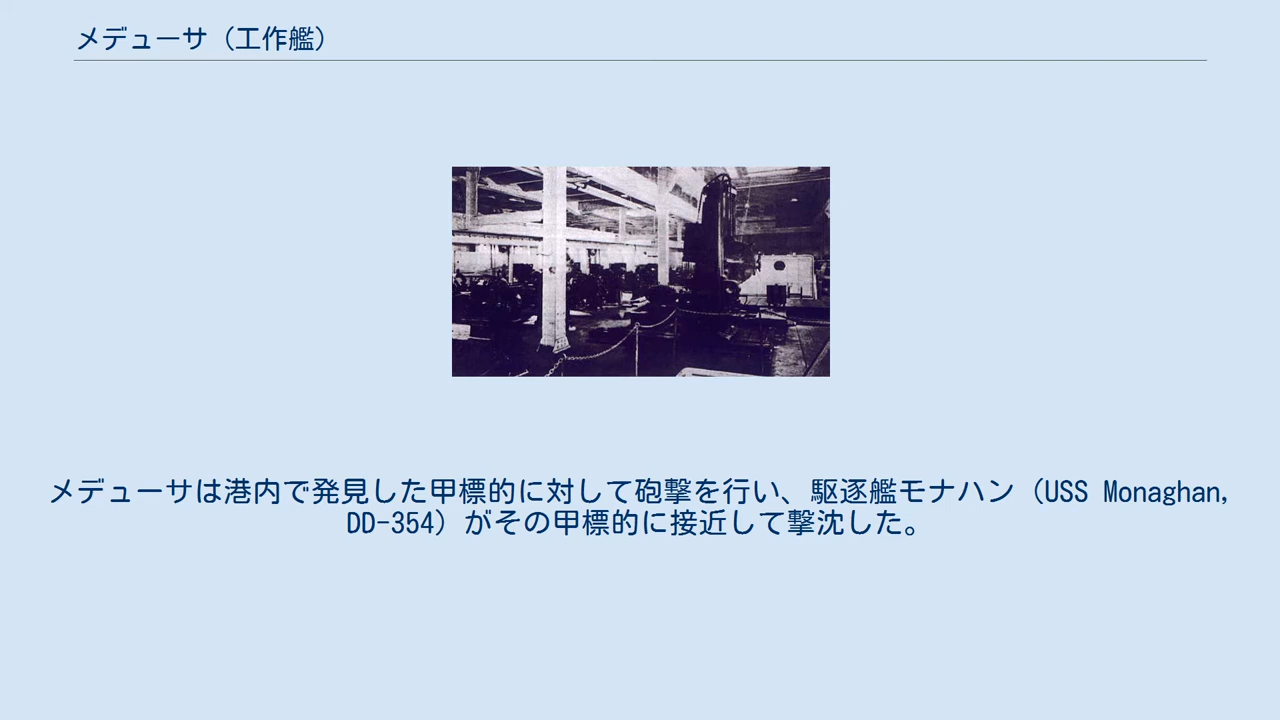 メデューサ（工作艦）
メデューサは港内で発見した甲標的に対して砲撃を行い、駆逐艦モナハン（USS Monaghan,
DD-354）がその甲標的に接近して撃沈した。